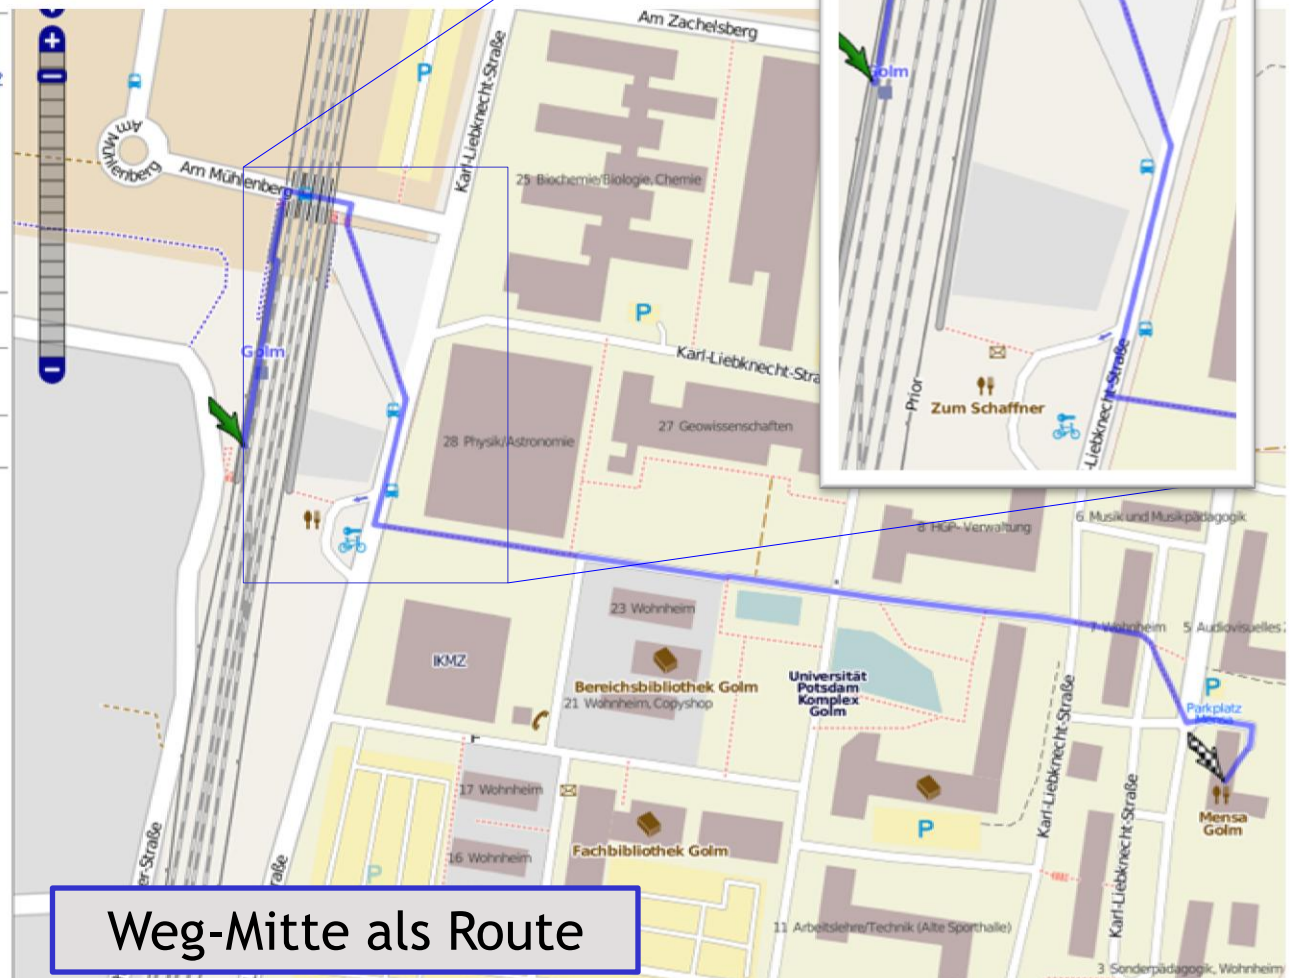 Am Zachelsberg
P
Karl-Liebknecht-Straße
Am Mühlenberg
Am Mühlenberg
25 Biochemie/Biologie, Chemie
Golm
P
Karl-Liebknecht-Stra
28 Physik/Astronomie
27 Geowissenschaften
Golm
Prior
Zum Schaffner
-Liebknecht-Straße
8 HGP- Verwaltung
6 Musik und Musikpädagogik
23 Wohnheim
7 Wohnheim
5 Audiovisuelles
IKMZ
Bereichsbibliothek Golm
21 Wohnheim, Copyshop
Universität
Potsdam
Komplex
Golm
P
Parkplatz
Mensa
Karl-Liebknecht-Straße
Karl-Liebknecht-Straße
17 Wohnheim
16 Wohnheim
Fachbibliothek Golm
P
Mensa
Golm
P
er-Straße
raße
11 Arbeitslehre/Technik (Alte Sporthalle)
3 Sonderpädagogik, Wohnheim
Weg-Mitte als Route